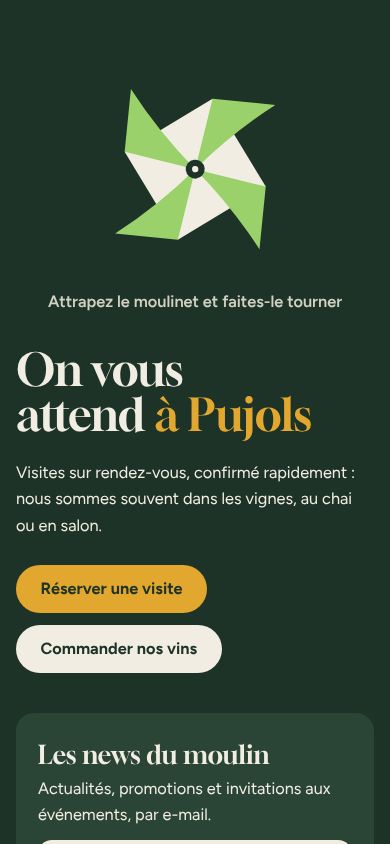 Attrapez le moulinet et faites-le tourner
On vous
attend à Pujols
Visites sur rendez-vous, confirmé rapidement :
nous sommes souvent dans les vignes, au chai
ou en salon.
Réserver une visite
Commander nos vins
Les news du moulin
Actualités, promotions et invitations aux
événements, par e-mail.